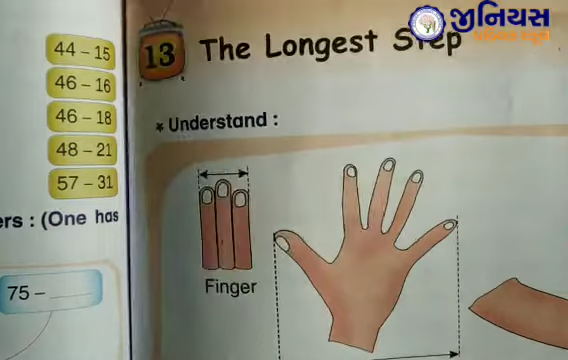 44 – 15
46 – 16
46 – 18
48 – 21
57 – 31
ers : (One has
75 –
13 The Longest Step
* Understand :
Finger
જીનિયસ